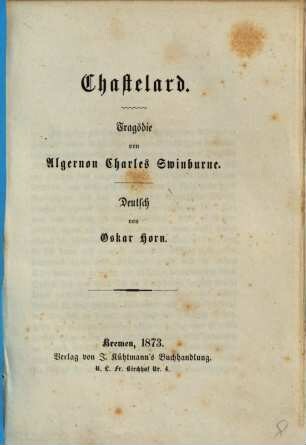 Chastelard.
Tragödie
von
Algernon Charles Swinburne.
Deutsch
von
Oskar Horn.
Bremen, 1873.
Verlag von J. Kühtmann's Buchhandlung.
U. L. Fr. Kirchhof Nr. 4.
8